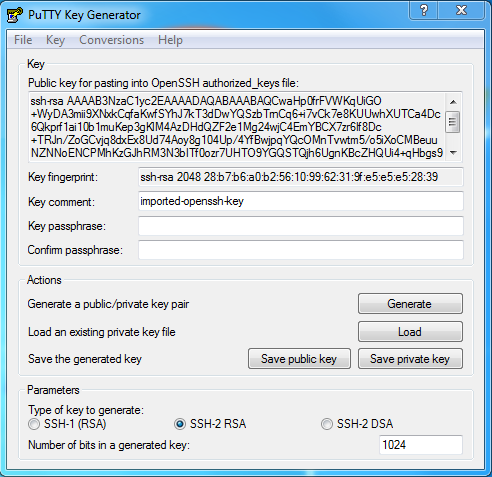 PuTTY Key Generator
File Key Conversions Help
Key
Public key for pasting into OpenSSH authorized_keys file:
ssh-rsa AAAAB3NzaC1yc2EAAAADAQABAAABAQCwaHp0frFVWKqUiGO
+WyDA3mii9XNxkCqfaKwfSYhJ7kT3dDwYQSzbTrnCq6+i7vCk7e8KUUwhXUTCa4Dc
6Qkprf1ai10b1muKep3gKIM4AzDHdQZF2e1Mg24wjC4EmYBCX7zr6lf8Dc
+TRJn/ZoGCvjq8dxEx8Ud74Aoy8g104Up/4YfBwjpqYQcOMnTvwtm5/o5iXoCMBeuu
NZNNoENCPMhKzGJhRM3N3bITf0ozr7UHTO9YGQSTQjh6UgnKBcZHQUi4+qHbgs9
Key fingerprint: ssh-rsa 2048 28:b7:b6:a0:b2:56:10:99:62:31:9f:e5:e5:e5:28:39
Key comment: imported-openssh-key
Key passphrase:
Confirm passphrase:
Actions
Generate a public/private key pair Generate
Load an existing private key file Load
Save the generated key Save public key Save private key
Parameters
Type of key to generate:
SSH-1 (RSA) SSH-2 RSA SSH-2 DSA
Number of bits in a generated key: 1024